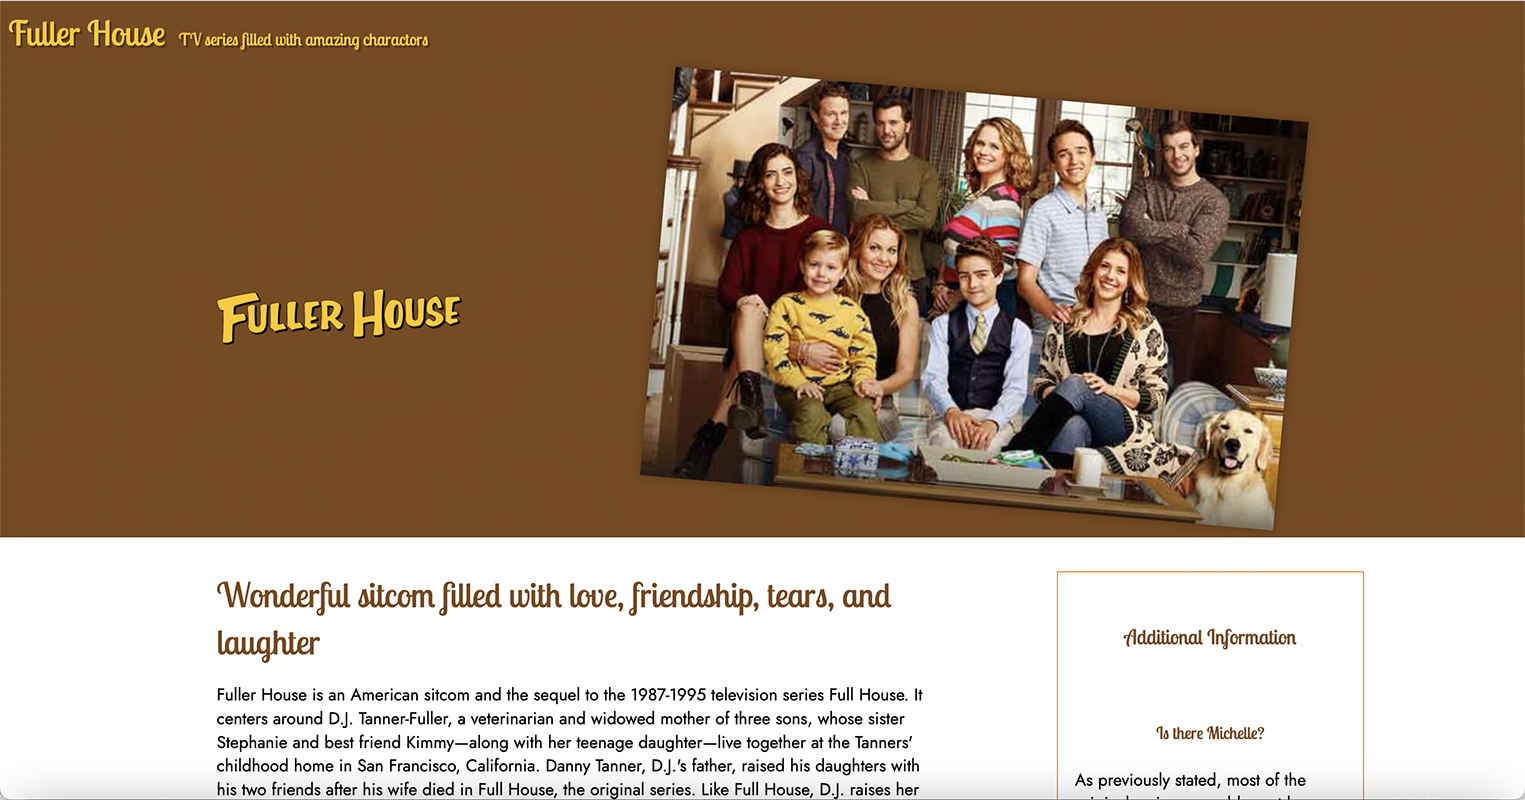 Fuller House TV series filled with amazing charactors
FULLER HOUSE
Wonderful sitcom filled with love, friendship, tears, and
laughter
Fuller House is an American sitcom and the sequel to the 1987-1995 television series Full House. It
centers around D.J. Tanner-Fuller, a veterinarian and widowed mother of three sons, whose sister
Stephanie and best friend Kimmy—along with her teenage daughter—live together at the Tanners'
childhood home in San Francisco, California. Danny Tanner, D.J.'s father, raised his daughters with
his two friends after his wife died in Full House, the original series. Like Full House, D.J. raises her
Additional Information
Is there Michelle?
As previously stated, most of the